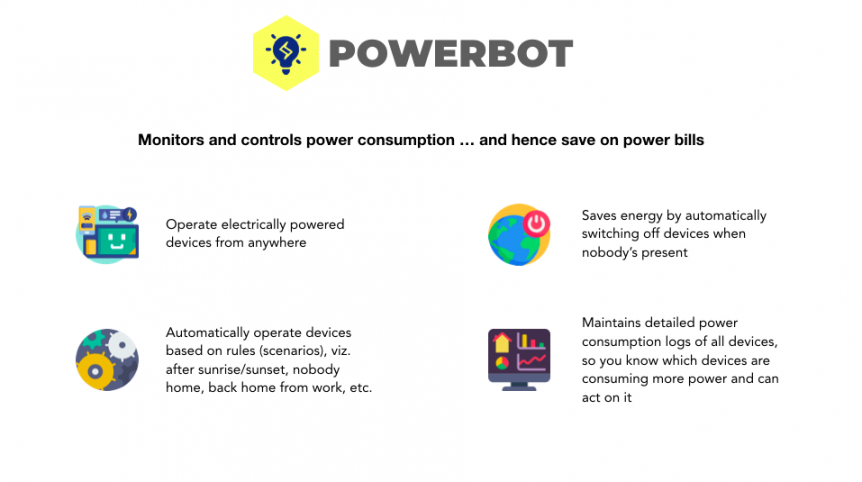 POWERBOT
Monitors and controls power consumption … and hence save on power bills
Operate electrically powered
devices from anywhere
Saves energy by automatically
switching off devices when
nobody’s present
Automatically operate devices
based on rules (scenarios), viz.
after sunrise/sunset, nobody
home, back home from work, etc.
Maintains detailed power
consumption logs of all devices,
so you know which devices are
consuming more power and can
act on it